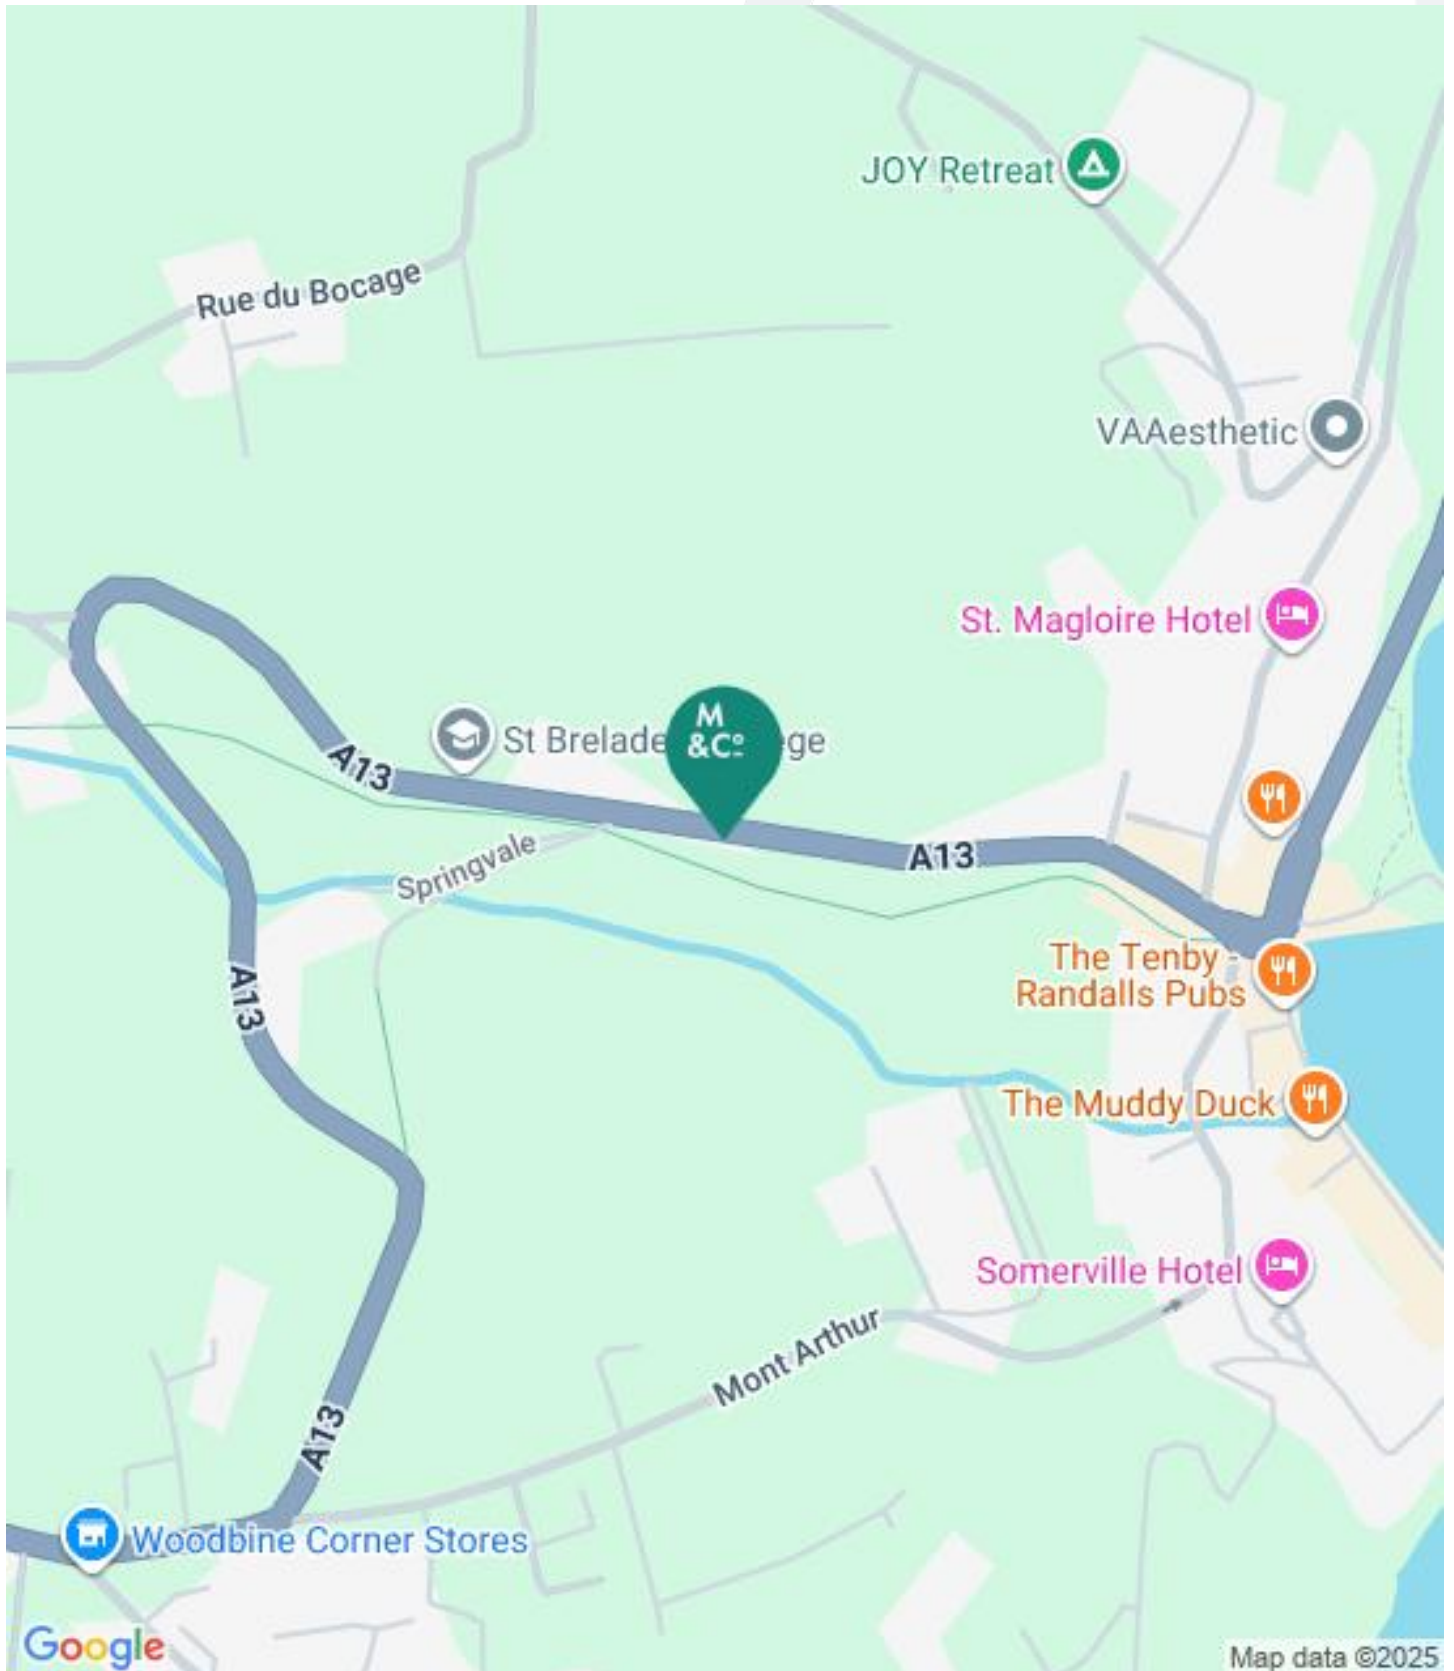 JOY Retreat
Rue du Bocage
VAAesthetic
St. Magloire Hotel
M
&Cº
St Brelade ege
A13
A13
Springvale
The Tenby -
Randalls Pubs
A13
The Muddy Duck
Somerville Hotel
Mont Arthur
A13
Woodbine Corner Stores
Google
Map data ©2025